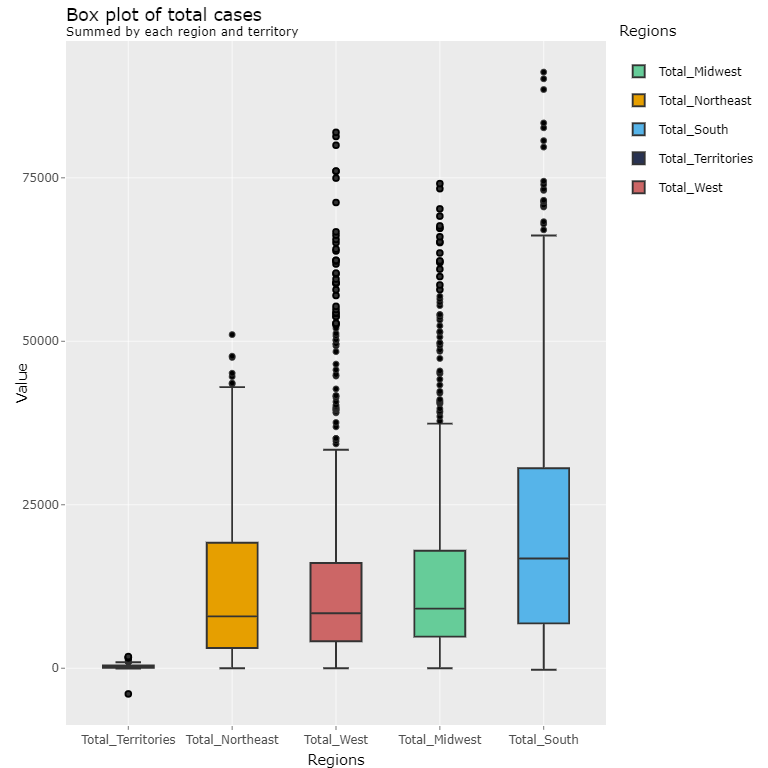 Box plot of total cases
Summed by each region and territory
Regions
Total_Midwest
Total_Northeast
Total_South
Total_Territories
Total_West
75000
50000
25000
0
Value
Total_Territories Total_Northeast Total_West Total_Midwest Total_South
Regions